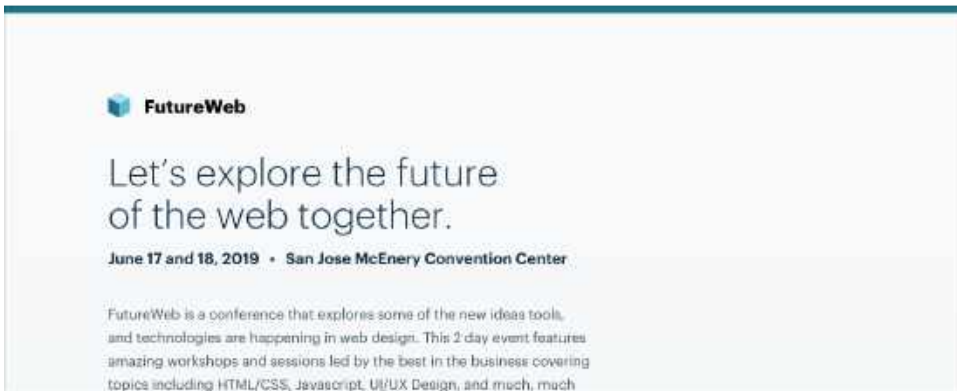 FutureWeb
Let's explore the future
of the web together.
June 17 and 18, 2019 • San Jose McEnery Convention Center
FutureWeb is a conference that explores some of the new ideas tools,
and technologies are happening in web design. This 2 day event features
amazing workshops and sessions led by the best in the business covering
topics including HTML/CSS, Javascript, UI/UX Design, and much, much